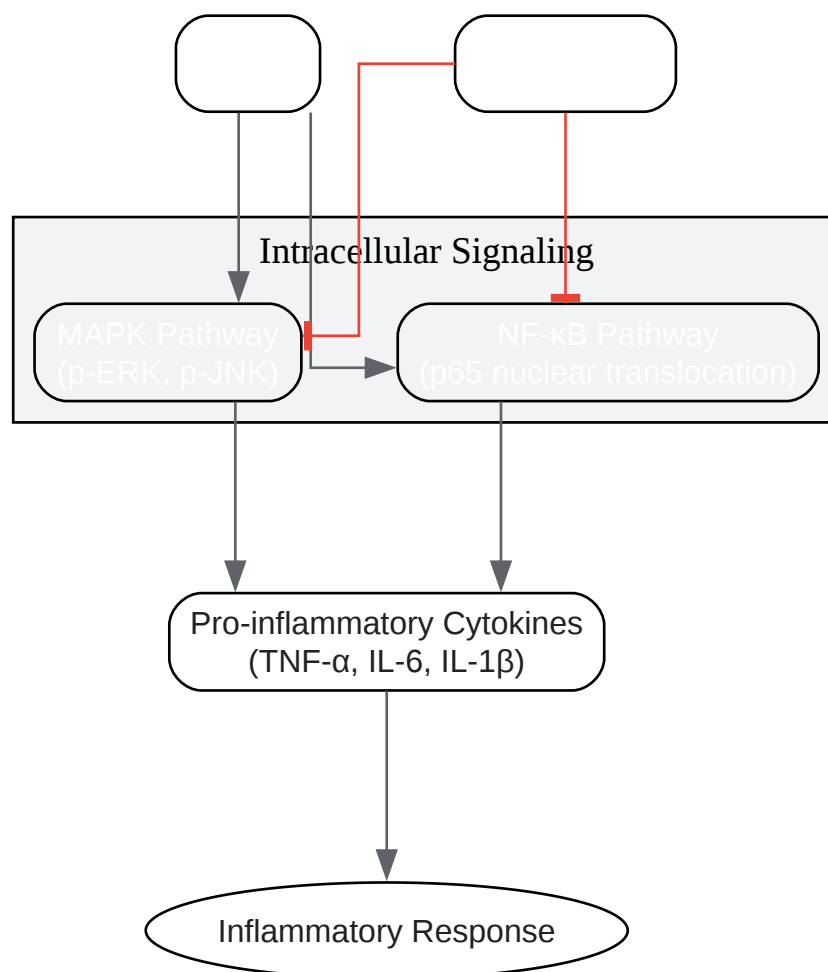 Intracellular Signaling
MAPK Pathway
(p-ERK, p-JNK)
NF-κB Pathway
(p65 nuclear translocation)
Pro-inflammatory Cytokines
(TNF-α, IL-6, IL-1β)
Inflammatory Response